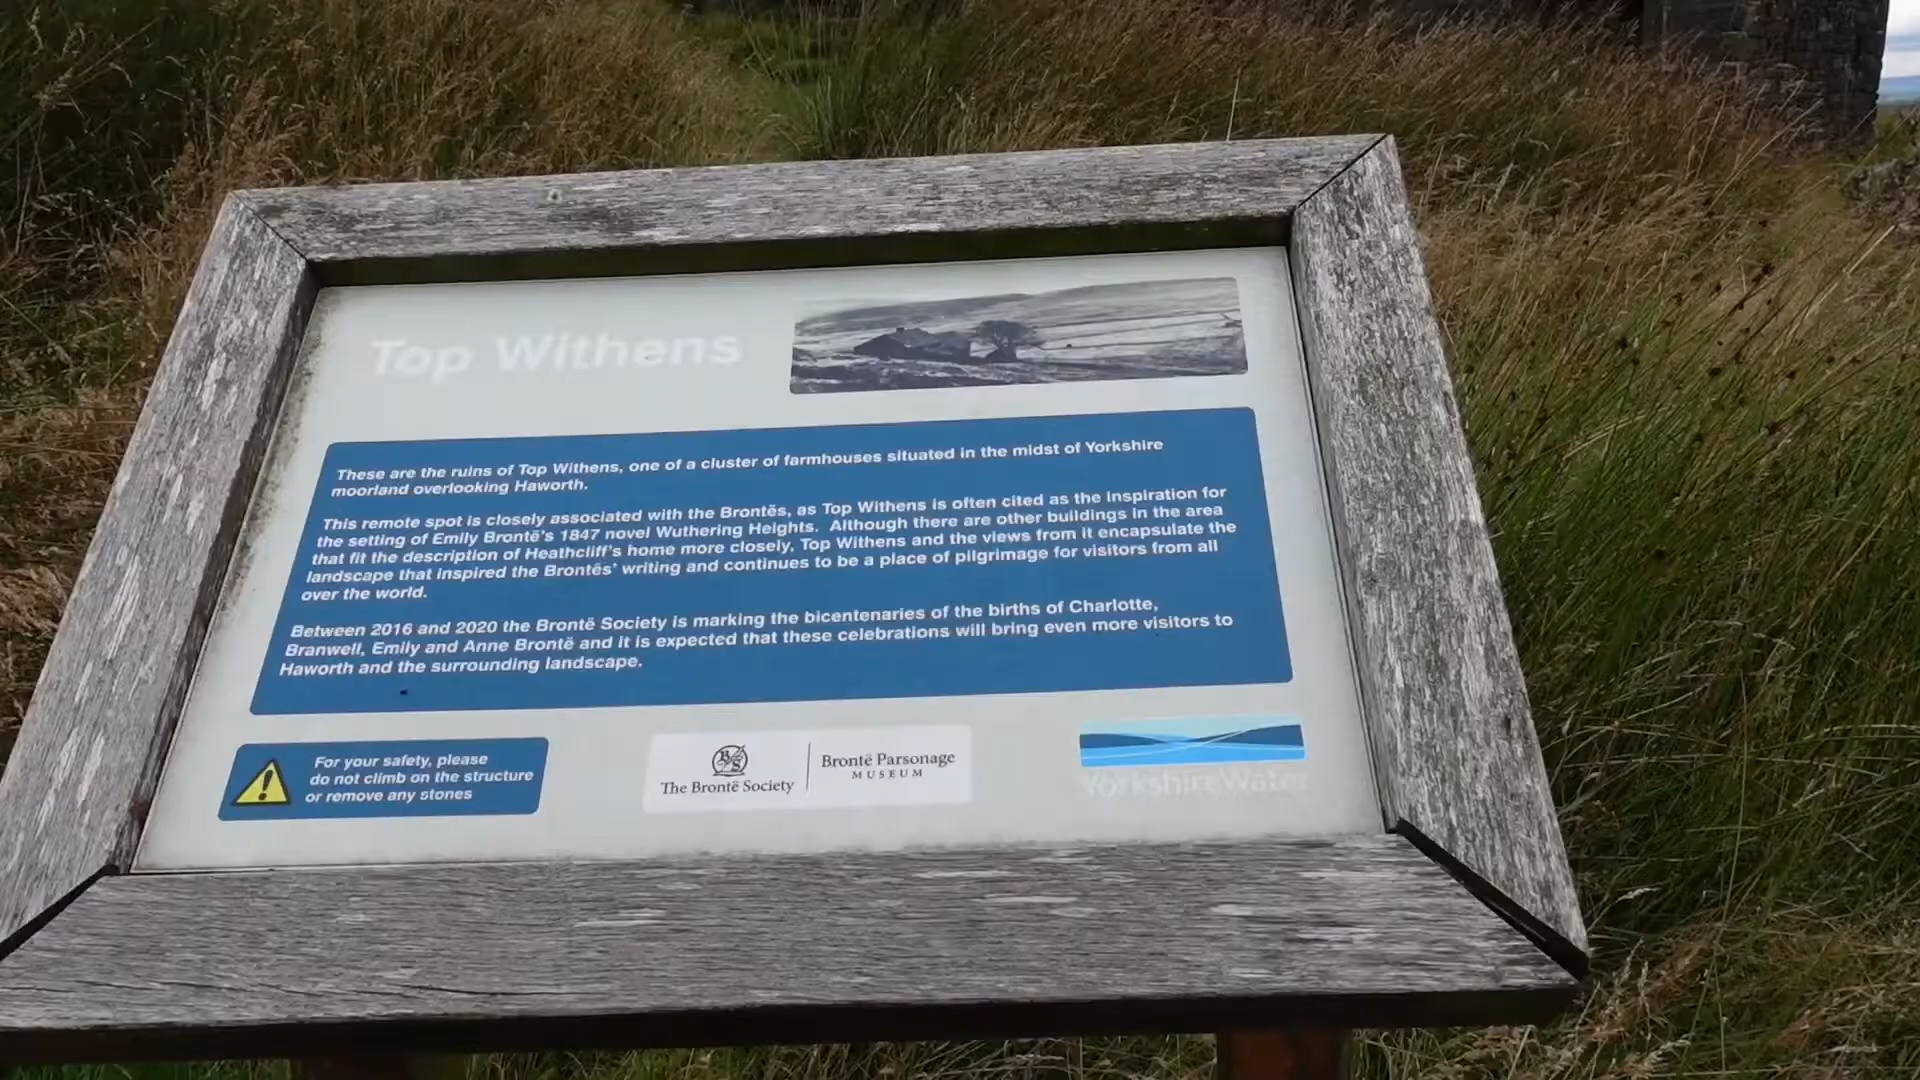 Top Withens
These are the ruins of Top Withens, one of a cluster of farmhouses situated in the midst of Yorkshire
moorland overlooking Haworth.
This remote spot is closely associated with the Brontës, as Top Withens is often cited as the inspiration for
the setting of Emily Brontë's 1847 novel Wuthering Heights. Although there are other buildings in the area
that fit the description of Heathcliff's home more closely, Top Withens and the views from it encapsulate the
landscape that inspired the Brontës' writing and continues to be a place of pilgrimage for visitors from all
over the world.
Between 2016 and 2020 the Brontë Society is marking the bicentenaries of the births of Charlotte,
Branwell, Emily and Anne Brontë and it is expected that these celebrations will bring even more visitors to
Haworth and the surrounding landscape.
For your safety, please
do not climb on the structure
or remove any stones
BS
The Brontë Society
Brontë Parsonage
MUSEUM
YorkshireWater